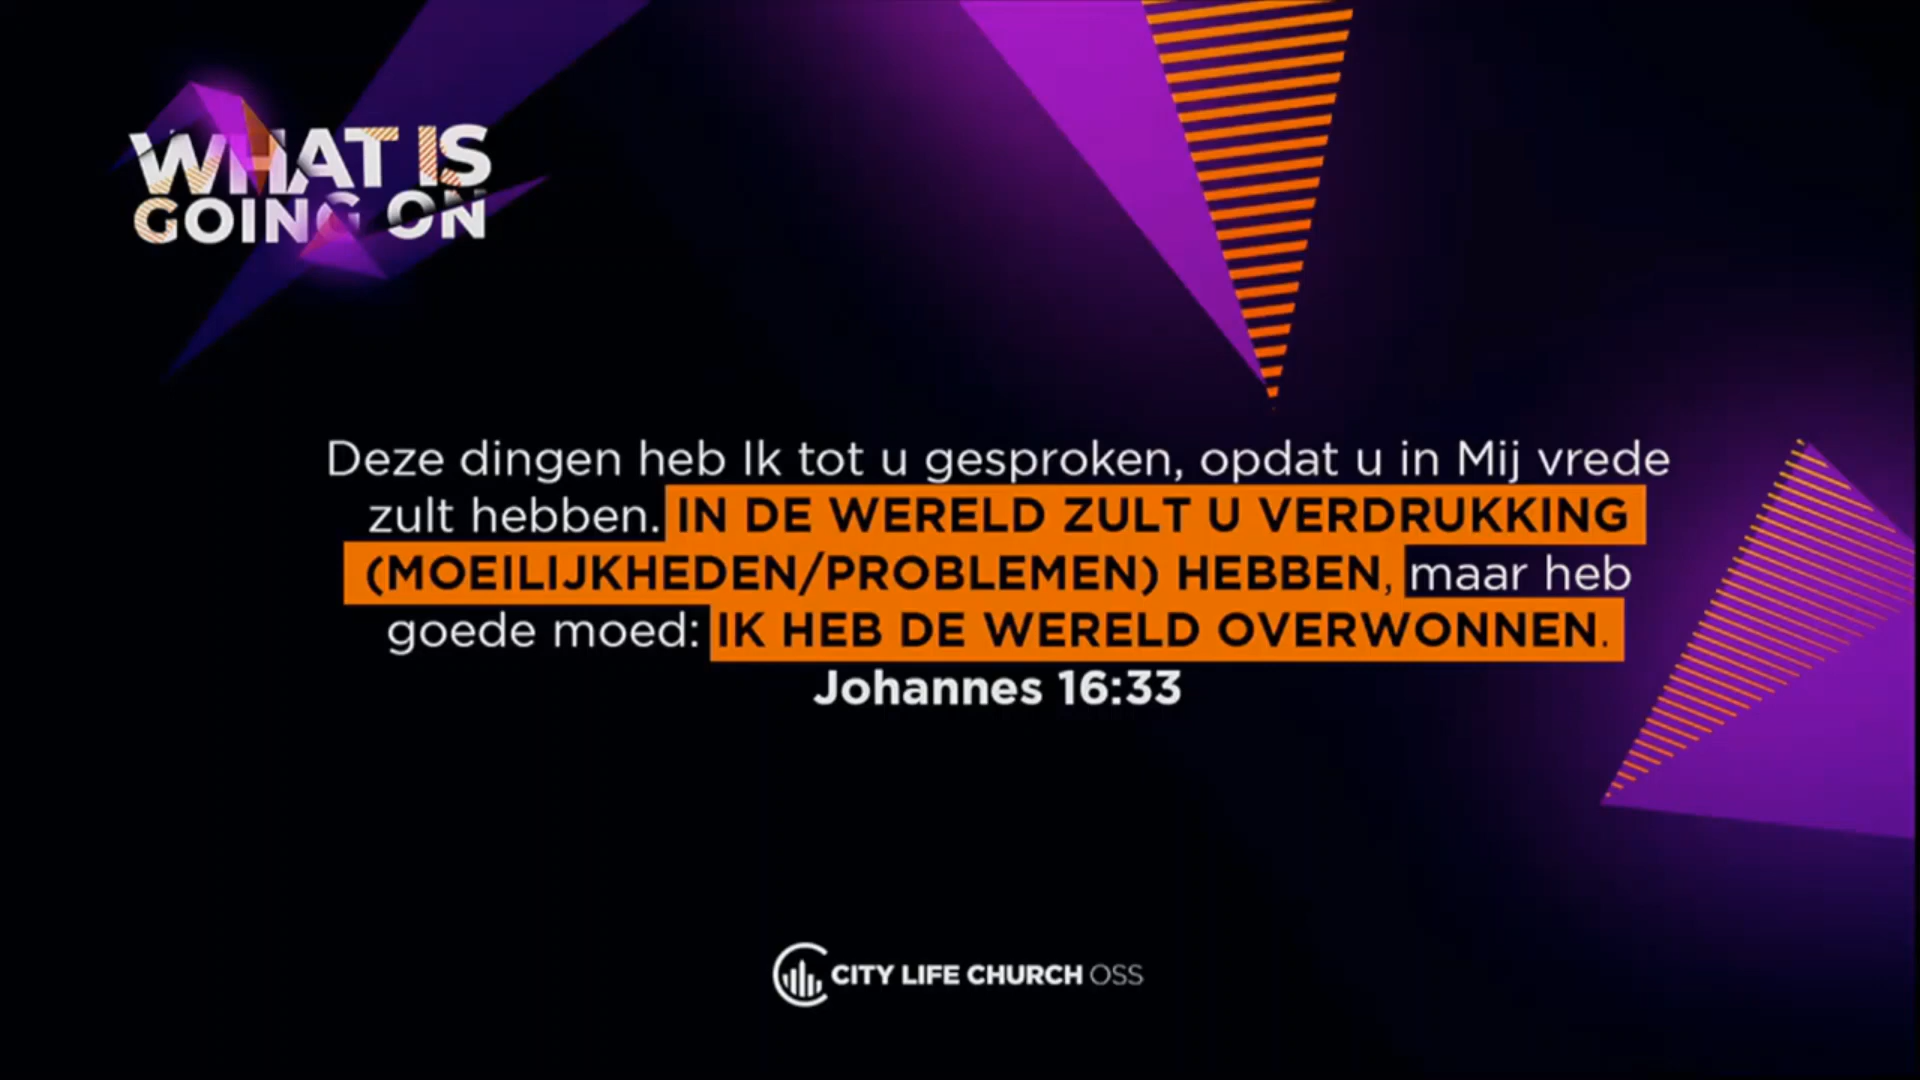 WHAT IS
GOING ON
Deze dingen heb Ik tot u gesproken, opdat u in Mij vrede
zult hebben. IN DE WERELD ZULT U VERDRUKKING
(MOEILIJKHEDEN/PROBLEMEN) HEBBEN, maar heb
goede moed: IK HEB DE WERELD OVERWONNEN.
Johannes 16:33
CITY LIFE CHURCH OSS